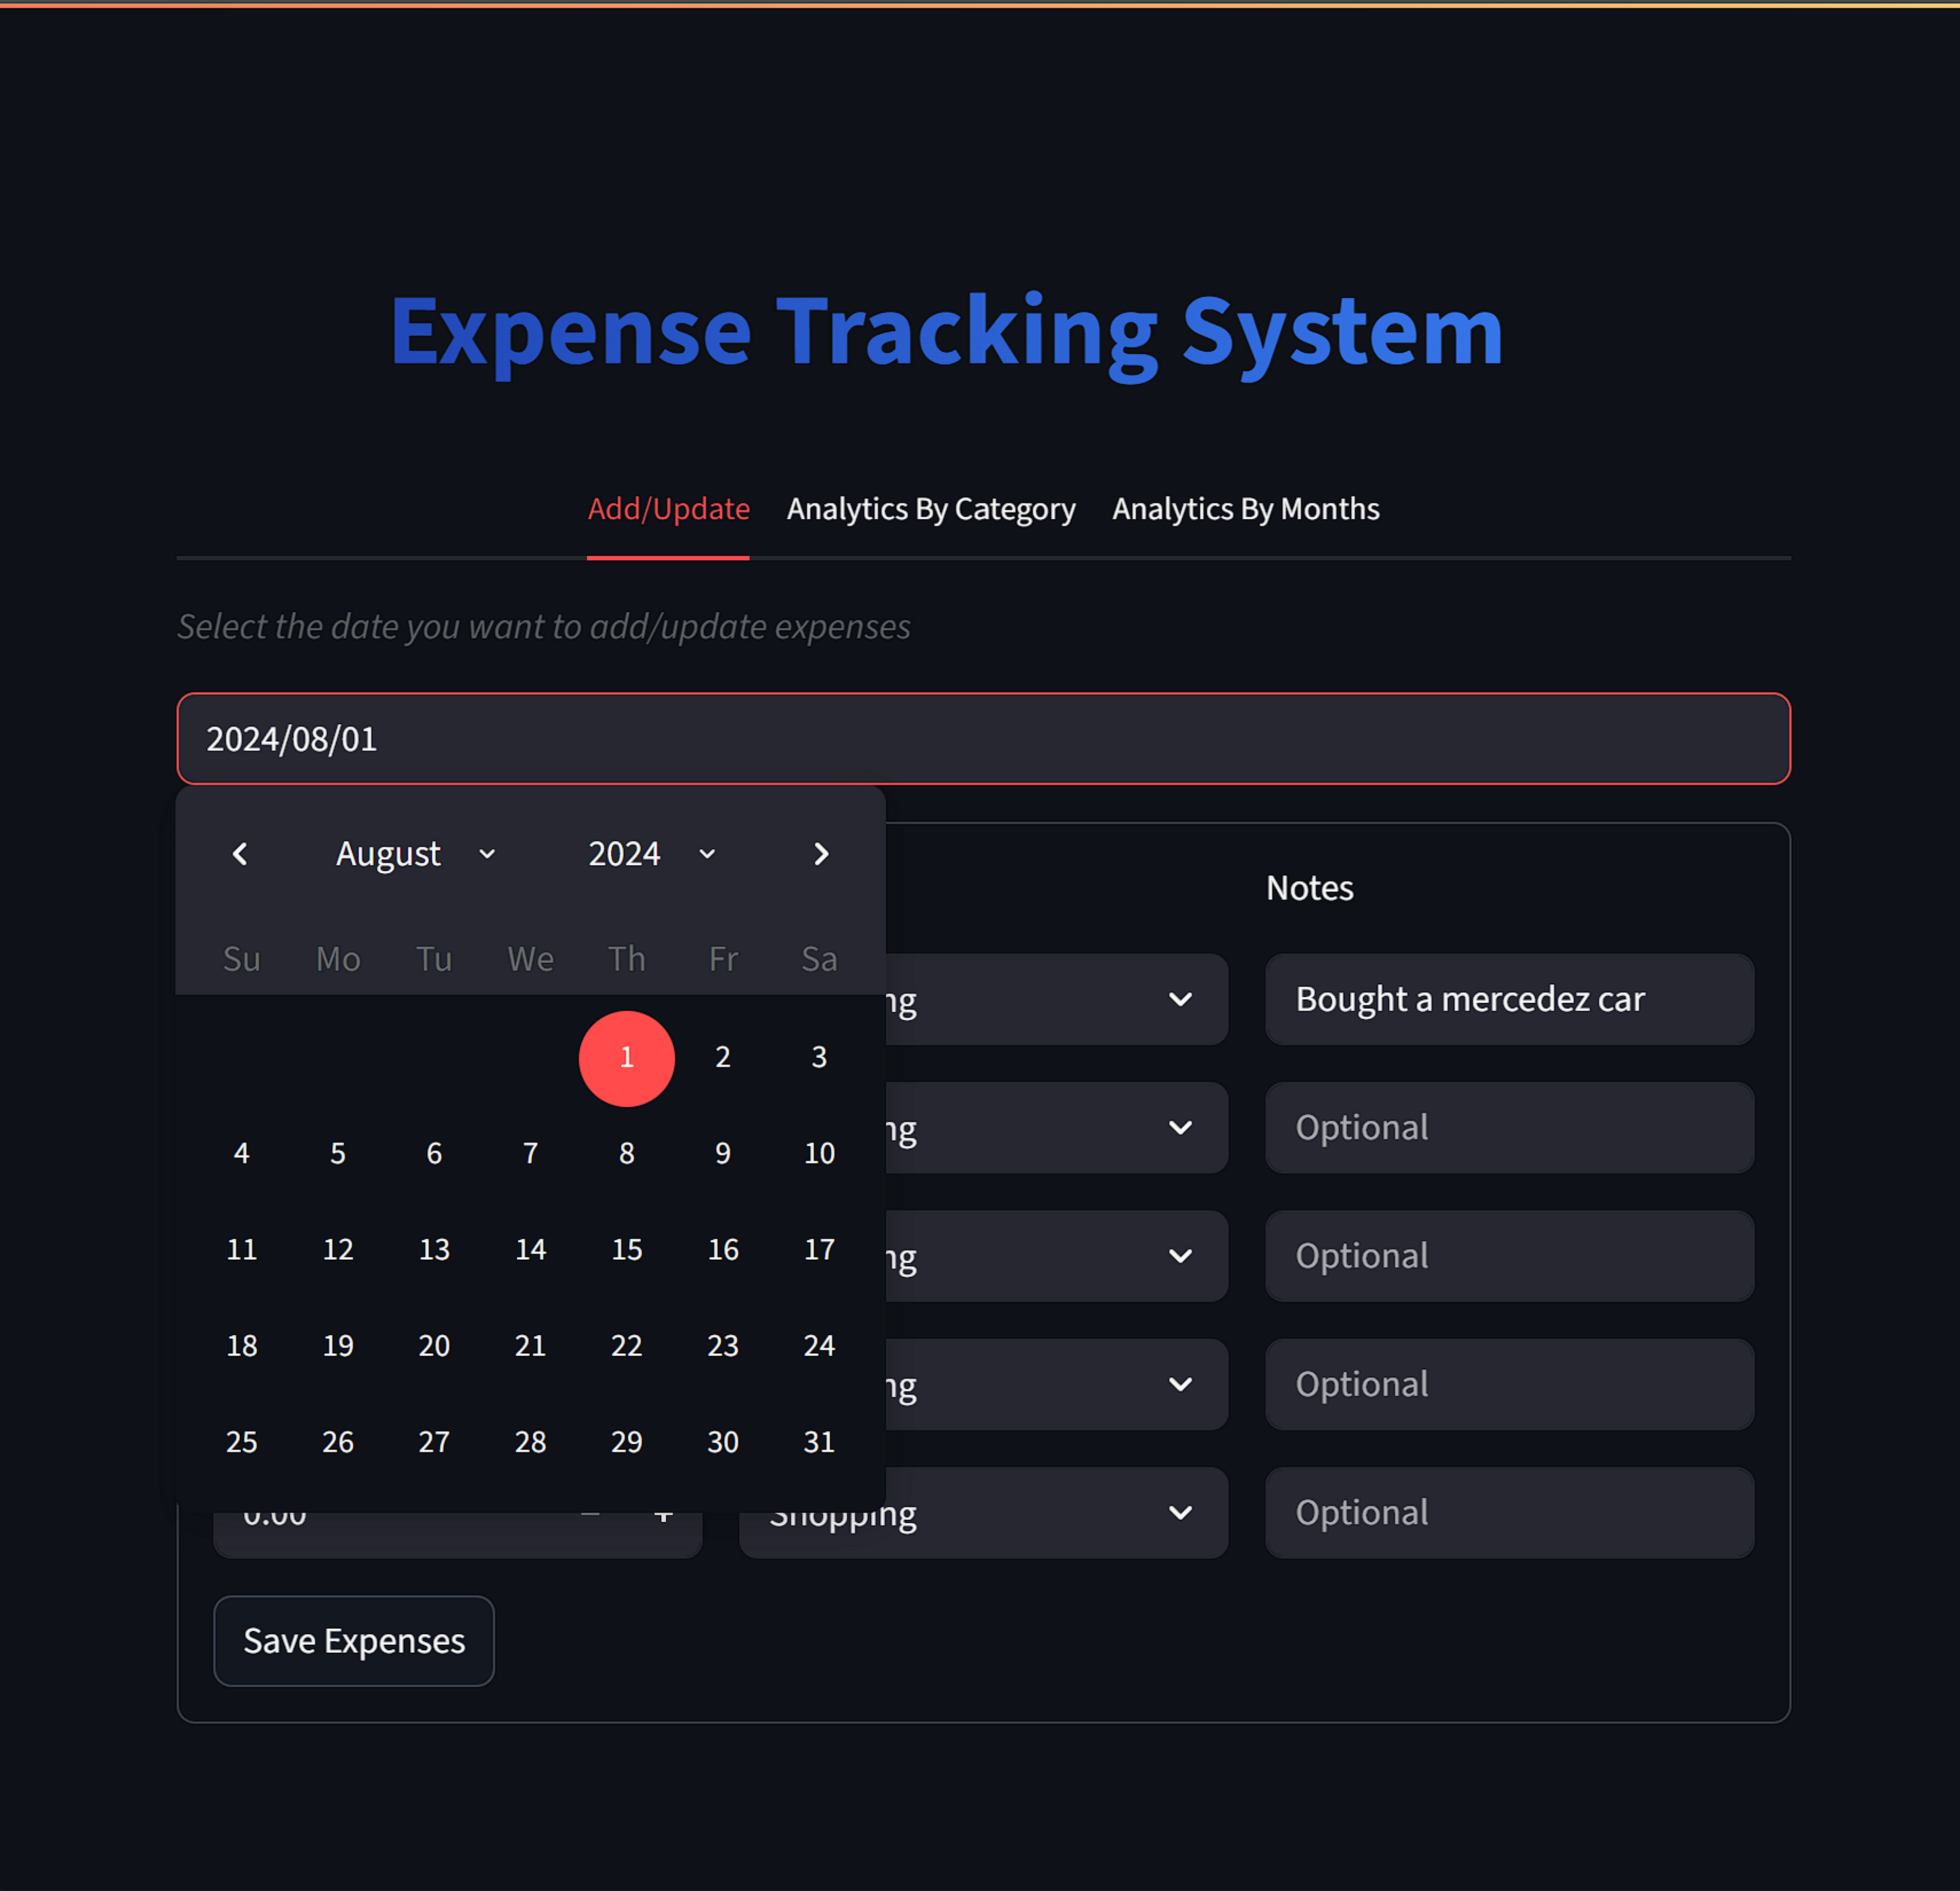 Expense Tracking System
Add/Update Analytics By Category Analytics By Months
Select the date you want to add/update expenses
2024/08/01
August 2024
Su Mo Tu We Th Fr Sa
1 2 3
4 5 6 7 8 9 10
11 12 13 14 15 16 17
18 19 20 21 22 23 24
25 26 27 28 29 30 31
Notes
ng Bought a mercedez car
ng Optional
ng Optional
ng Optional
0.00 − + Shopping Optional
Save Expenses